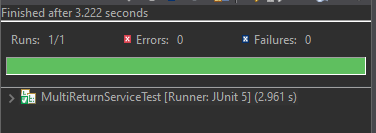 Finished after 3.222 seconds
Runs: 1/1 Errors: 0 Failures: 0
MultiReturnServiceTest [Runner: JUnit 5] (2.961 s)